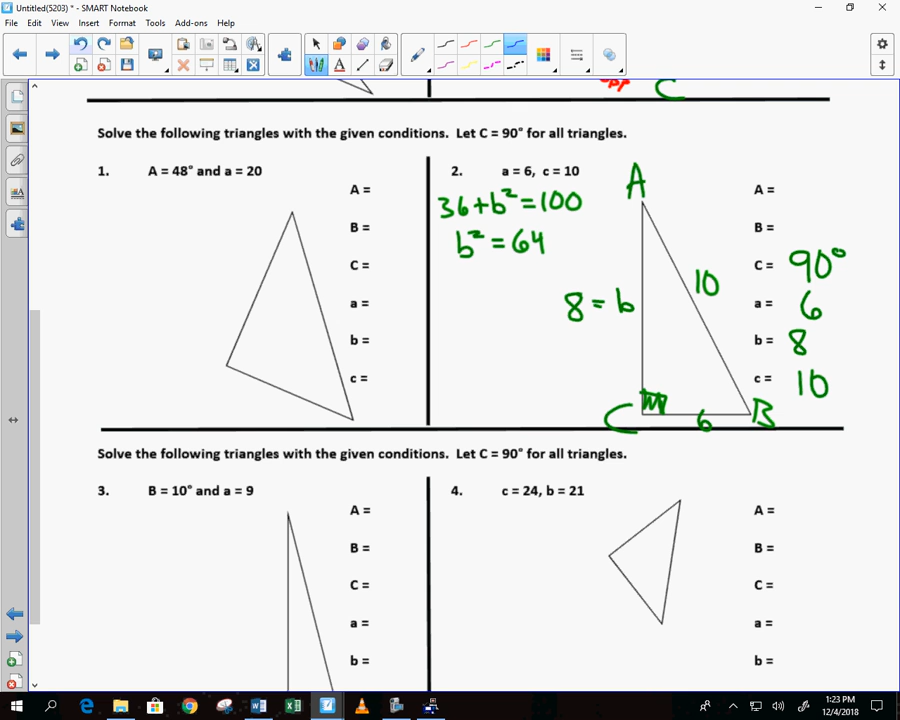 Untitled(5203) * - SMART Notebook
File Edit View Insert Format Tools Add-ons Help
C
Solve the following triangles with the given conditions. Let C = 90° for all triangles.
1. A = 48° and a = 20
A =
B =
C =
a =
b =
c =
2. a = 6, c = 10
36+b²=100
b² = 64
A
8 = b
10
C
6
B
A =
B =
C = 90°
a = 6
b = 8
c = 10
Solve the following triangles with the given conditions. Let C = 90° for all triangles.
3. B = 10° and a = 9
A =
B =
C =
a =
b =
4. c = 24, b = 21
A =
B =
C =
a =
b =
1:23 PM
12/4/2018